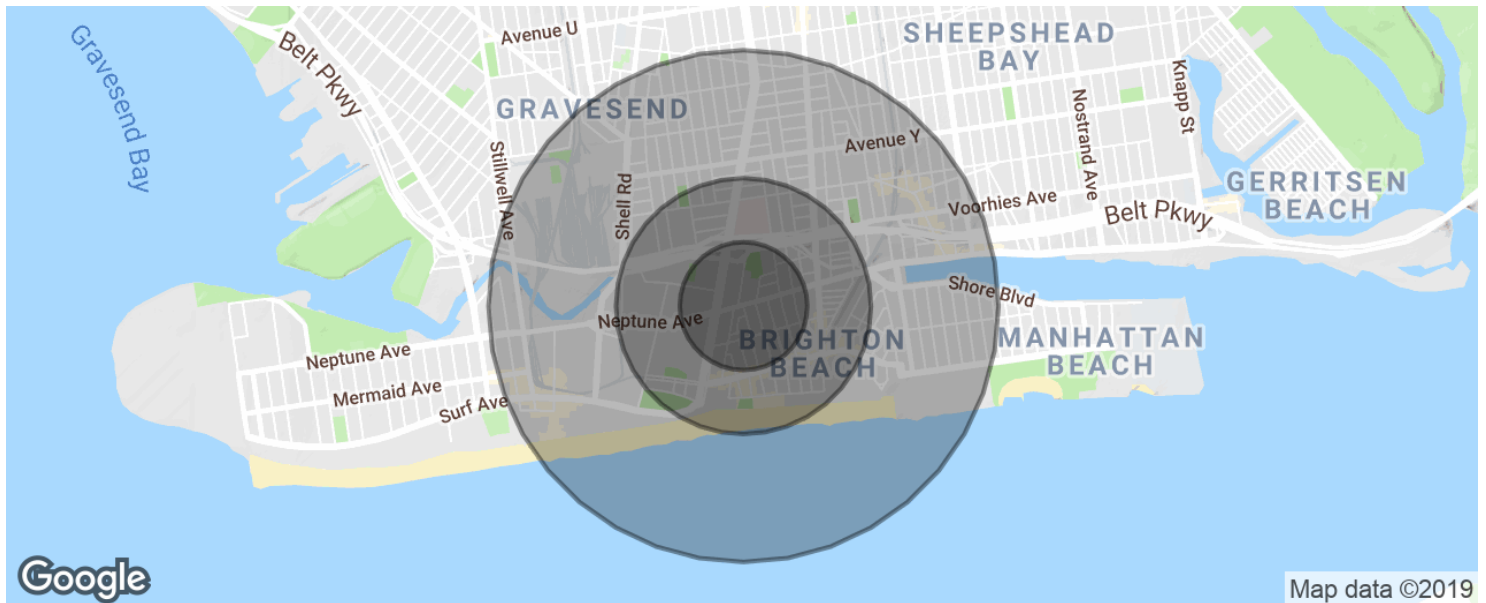 Gravesend Bay
Belt Pkwy
Avenue U
SHEEPSHEAD
BAY
GRAVESEND
Knapp St
Nostrand Ave
Avenue Y
Stillwell Ave
Shell Rd
GERRITSEN
BEACH
Voorhies Ave
Belt Pkwy
Shore Blvd
Neptune Ave
BRIGHTON
BEACH
MANHATTAN
BEACH
Neptune Ave
Mermaid Ave
Surf Ave
Google
Map data ©2019